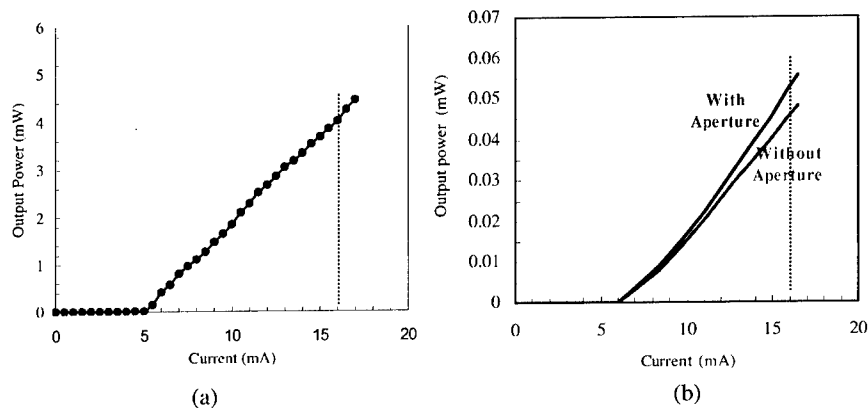 6
5
4
3
2
1
0
Output Power (mW)
0 5 10 15 20
Current (mA)
(a)
0.07
0.06
0.05
0.04
0.03
0.02
0.01
0
Output power (mW)
With
Aperture
Without
Aperture
0 5 10 15 20
Current (mA)
(b)